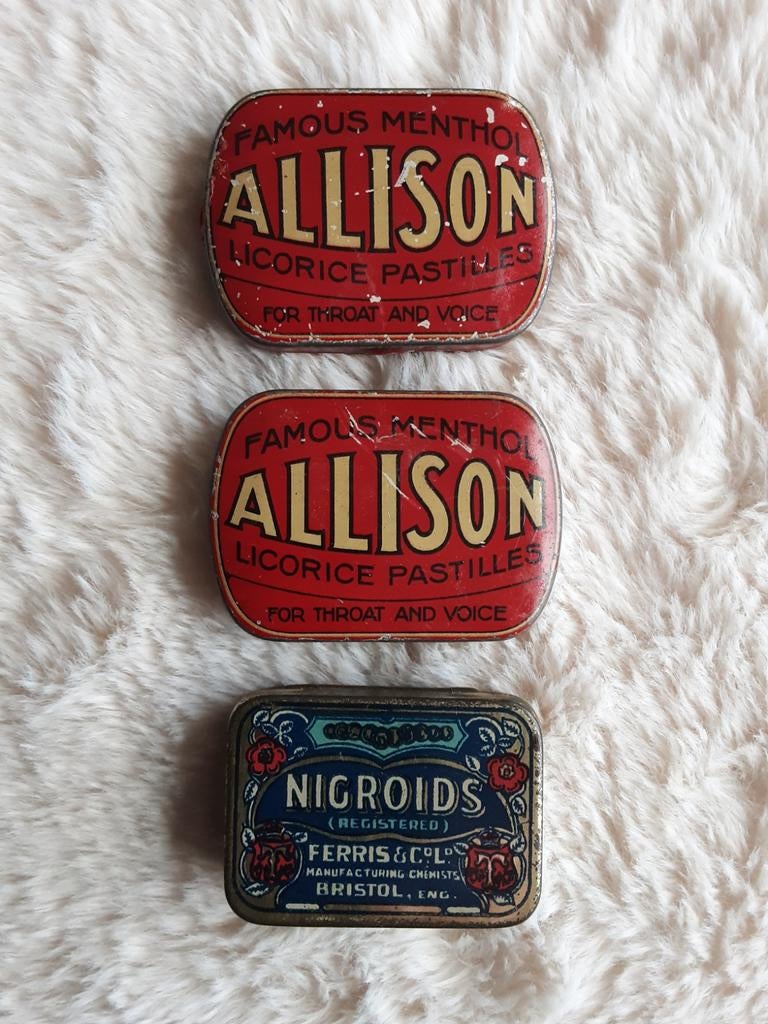 FAMOUS MENTHOL
ALLISON
LICORICE PASTILLES
FOR THROAT AND VOICE
FAMOUS MENTHOL
ALLISON
LICORICE PASTILLES
FOR THROAT AND VOICE
NIGROIDS
(REGISTERED)
FERRIS & Cº. Lᴰ
MANUFACTURING CHEMISTS
BRISTOL, ENG.